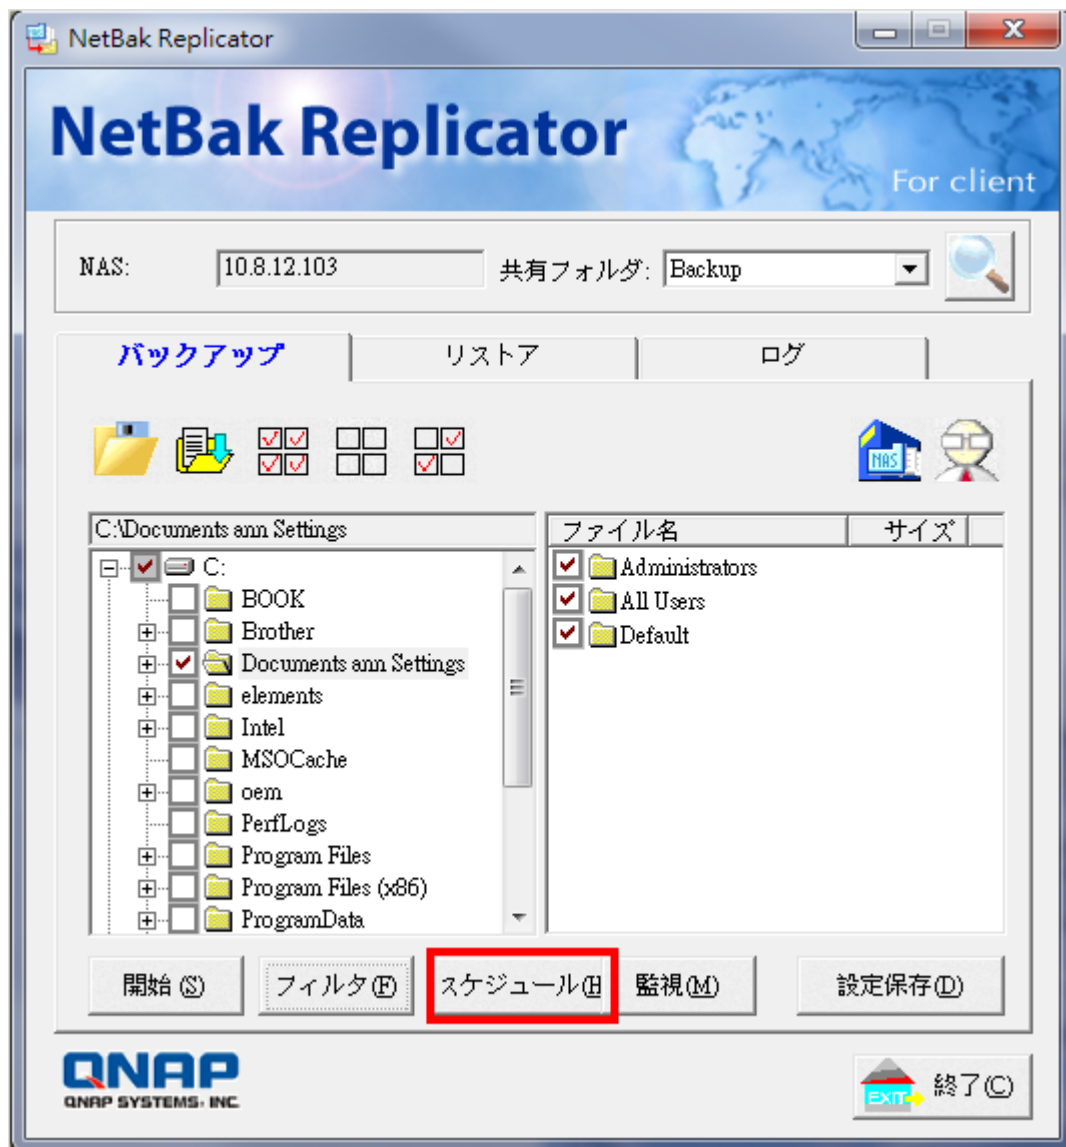 NetBak Replicator
NetBak Replicator
For client
NAS: 10.8.12.103 共有フォルダ: Backup
バックアップ リストア ログ
NAS
C:\Documents ann Settings ファイル名 サイズ
C:
BOOK
Brother
Documents ann Settings
elements
Intel
MSOCache
oem
PerfLogs
Program Files
Program Files (x86)
ProgramData
Administrators
All Users
Default
開始(S) フィルタ(F) スケジュール(H 監視(M) 設定保存(D)
QNAP
QNAP SYSTEMS, INC.
EXIT 終了(C)